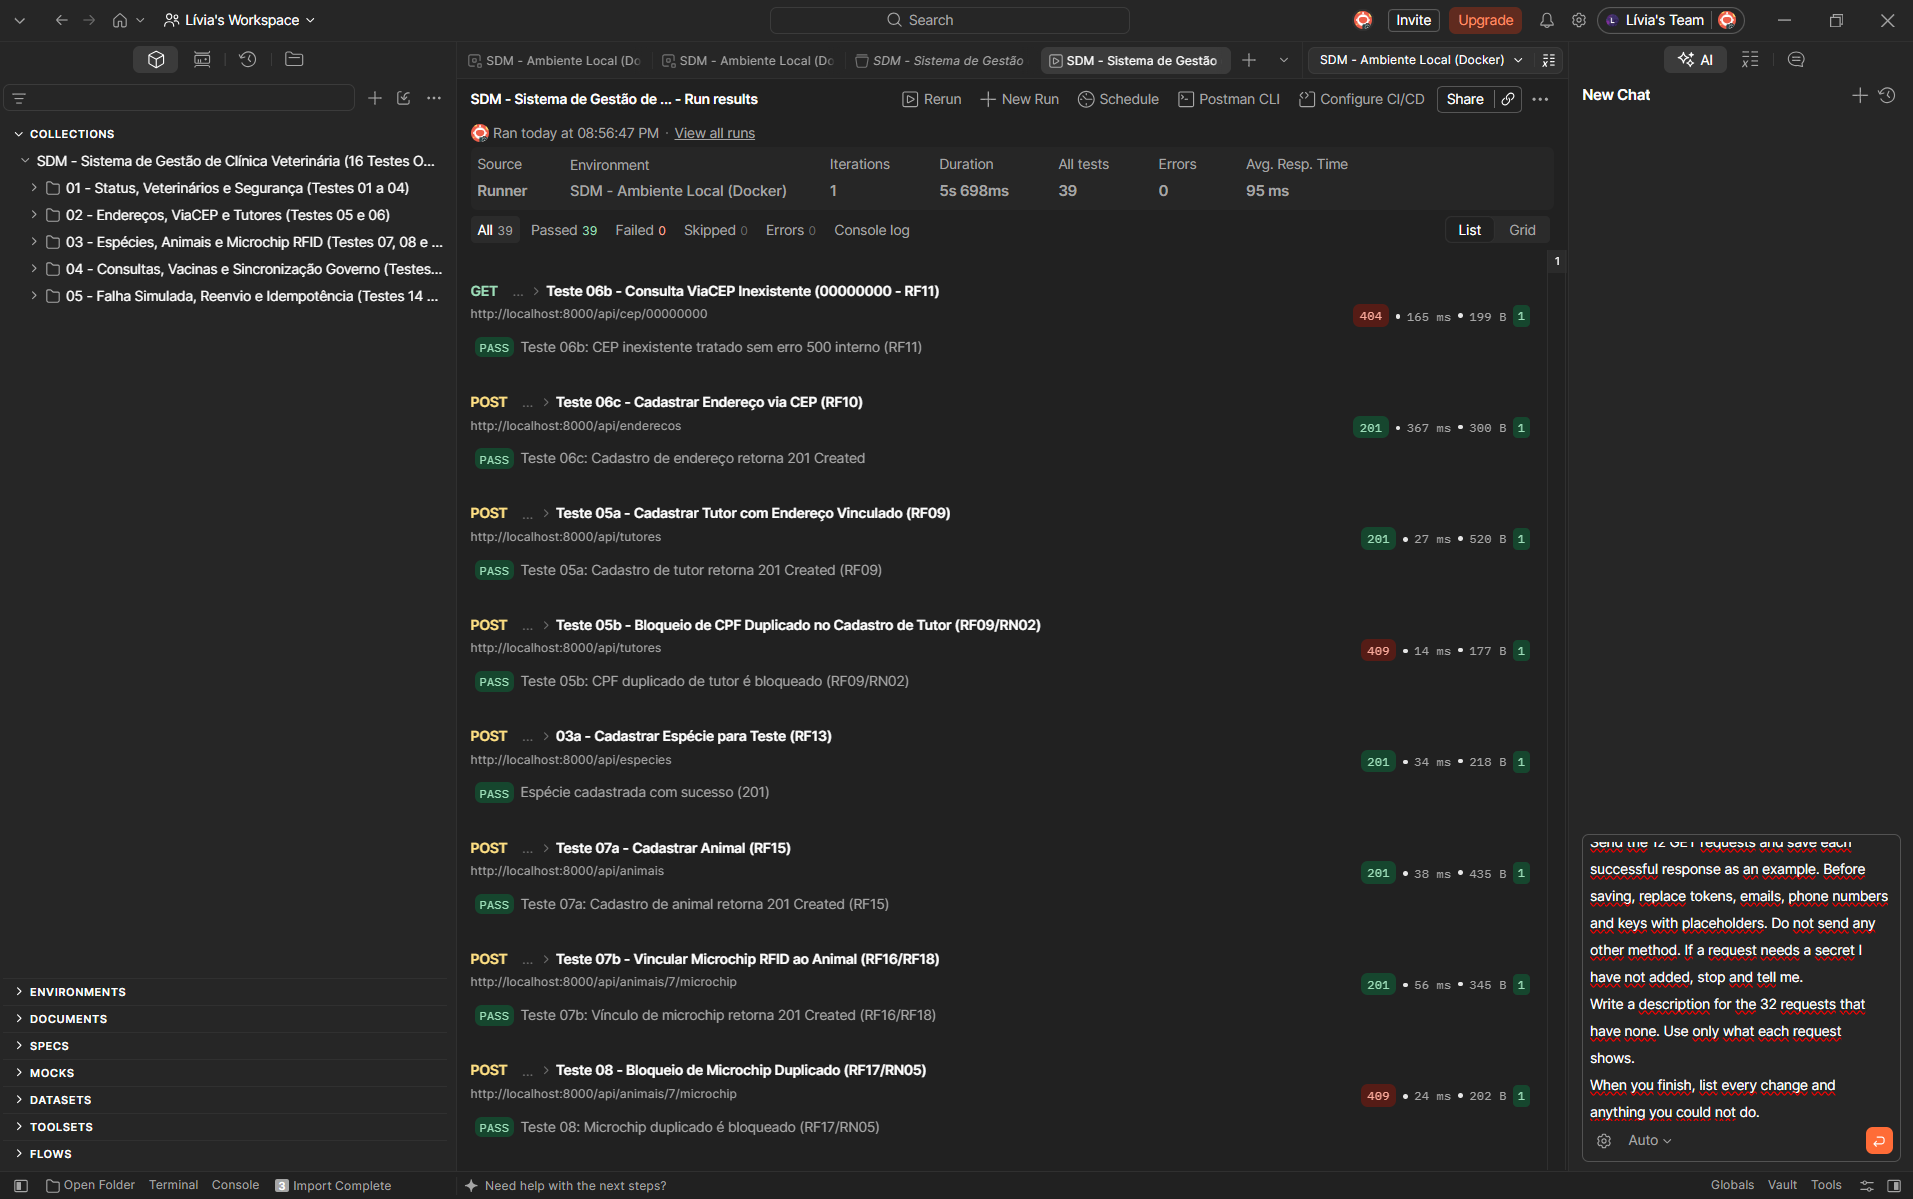 Lívia's Workspace
Search
Invite
Upgrade
L Lívia's Team
SDM - Ambiente Local (Do
SDM - Ambiente Local (Do
SDM - Sistema de Gestão
SDM - Sistema de Gestão
SDM - Ambiente Local (Docker)
AI
COLLECTIONS
SDM - Sistema de Gestão de Clínica Veterinária (16 Testes O...
01 - Status, Veterinários e Segurança (Testes 01 a 04)
02 - Endereços, ViaCEP e Tutores (Testes 05 e 06)
03 - Espécies, Animais e Microchip RFID (Testes 07, 08 e ...
04 - Consultas, Vacinas e Sincronização Governo (Testes...
05 - Falha Simulada, Reenvio e Idempotência (Testes 14 ...
ENVIRONMENTS
DOCUMENTS
SPECS
MOCKS
DATASETS
TOOLSETS
FLOWS
SDM - Sistema de Gestão de ... - Run results
Rerun
New Run
Schedule
Postman CLI
Configure CI/CD
Share
Ran today at 08:56:47 PM · View all runs
Source Environment Iterations Duration All tests Errors Avg. Resp. Time
Runner SDM - Ambiente Local (Docker) 1 5s 698ms 39 0 95 ms
All 39 Passed 39 Failed 0 Skipped 0 Errors 0 Console log
List Grid
1
GET ... > Teste 06b - Consulta ViaCEP Inexistente (00000000 - RF11)
http://localhost:8000/api/cep/00000000
404 • 165 ms • 199 B 1
PASS Teste 06b: CEP inexistente tratado sem erro 500 interno (RF11)
POST ... > Teste 06c - Cadastrar Endereço via CEP (RF10)
http://localhost:8000/api/enderecos
201 • 367 ms • 300 B 1
PASS Teste 06c: Cadastro de endereço retorna 201 Created
POST ... > Teste 05a - Cadastrar Tutor com Endereço Vinculado (RF09)
http://localhost:8000/api/tutores
201 • 27 ms • 520 B 1
PASS Teste 05a: Cadastro de tutor retorna 201 Created (RF09)
POST ... > Teste 05b - Bloqueio de CPF Duplicado no Cadastro de Tutor (RF09/RN02)
http://localhost:8000/api/tutores
409 • 14 ms • 177 B 1
PASS Teste 05b: CPF duplicado de tutor é bloqueado (RF09/RN02)
POST ... > 03a - Cadastrar Espécie para Teste (RF13)
http://localhost:8000/api/especies
201 • 34 ms • 218 B 1
PASS Espécie cadastrada com sucesso (201)
POST ... > Teste 07a - Cadastrar Animal (RF15)
http://localhost:8000/api/animais
201 • 38 ms • 435 B 1
PASS Teste 07a: Cadastro de animal retorna 201 Created (RF15)
POST ... > Teste 07b - Vincular Microchip RFID ao Animal (RF16/RF18)
http://localhost:8000/api/animais/7/microchip
201 • 56 ms • 345 B 1
PASS Teste 07b: Vínculo de microchip retorna 201 Created (RF16/RF18)
POST ... > Teste 08 - Bloqueio de Microchip Duplicado (RF17/RN05)
http://localhost:8000/api/animais/7/microchip
409 • 24 ms • 202 B 1
PASS Teste 08: Microchip duplicado é bloqueado (RF17/RN05)
New Chat
Send the 12 GET requests and save each
successful response as an example. Before
saving, replace tokens, emails, phone numbers
and keys with placeholders. Do not send any
other method. If a request needs a secret I
have not added, stop and tell me.
Write a description for the 32 requests that
have none. Use only what each request
shows.
When you finish, list every change and
anything you could not do.
Auto
Open Folder Terminal Console 3 Import Complete
Need help with the next steps?
Globals Vault Tools